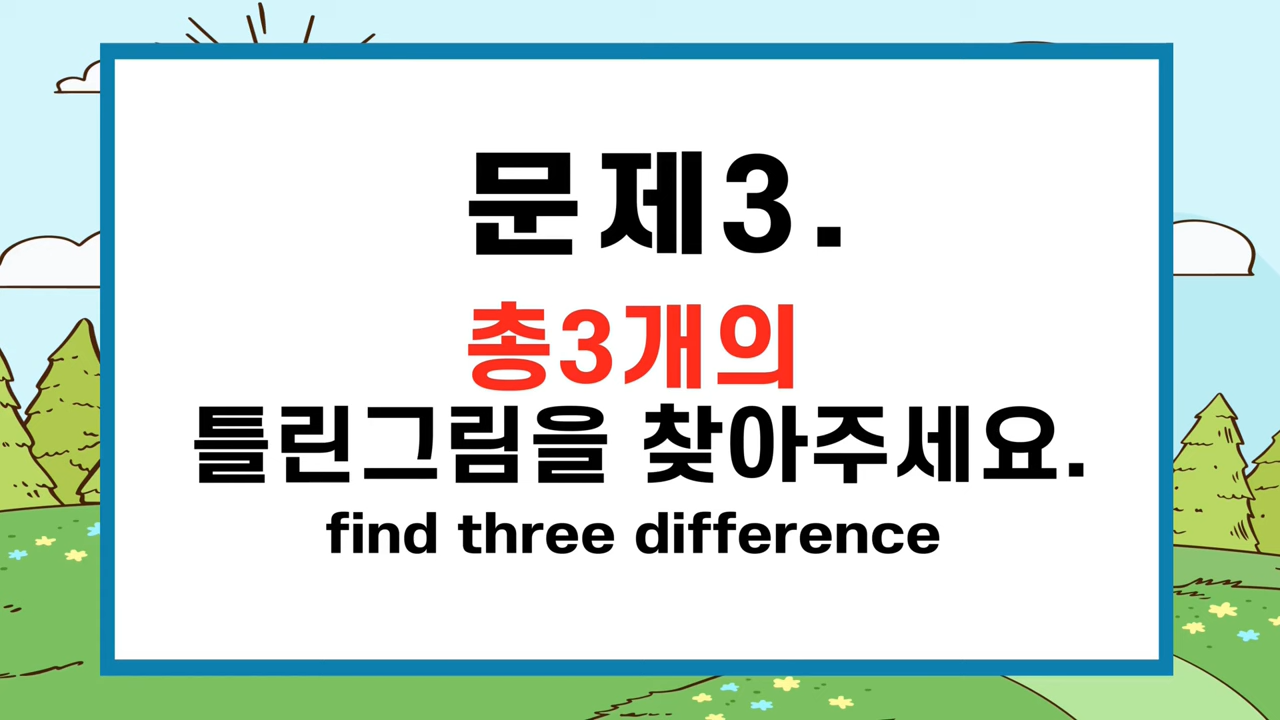 문제3.
총3개의
틀린그림을 찾아주세요.
find three difference